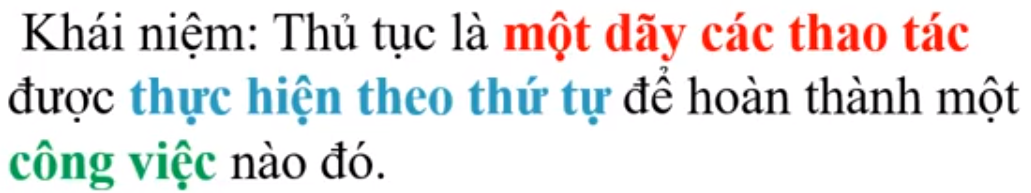 Khái niệm: Thủ tục là một dãy các thao tác
được thực hiện theo thứ tự để hoàn thành một
công việc nào đó.